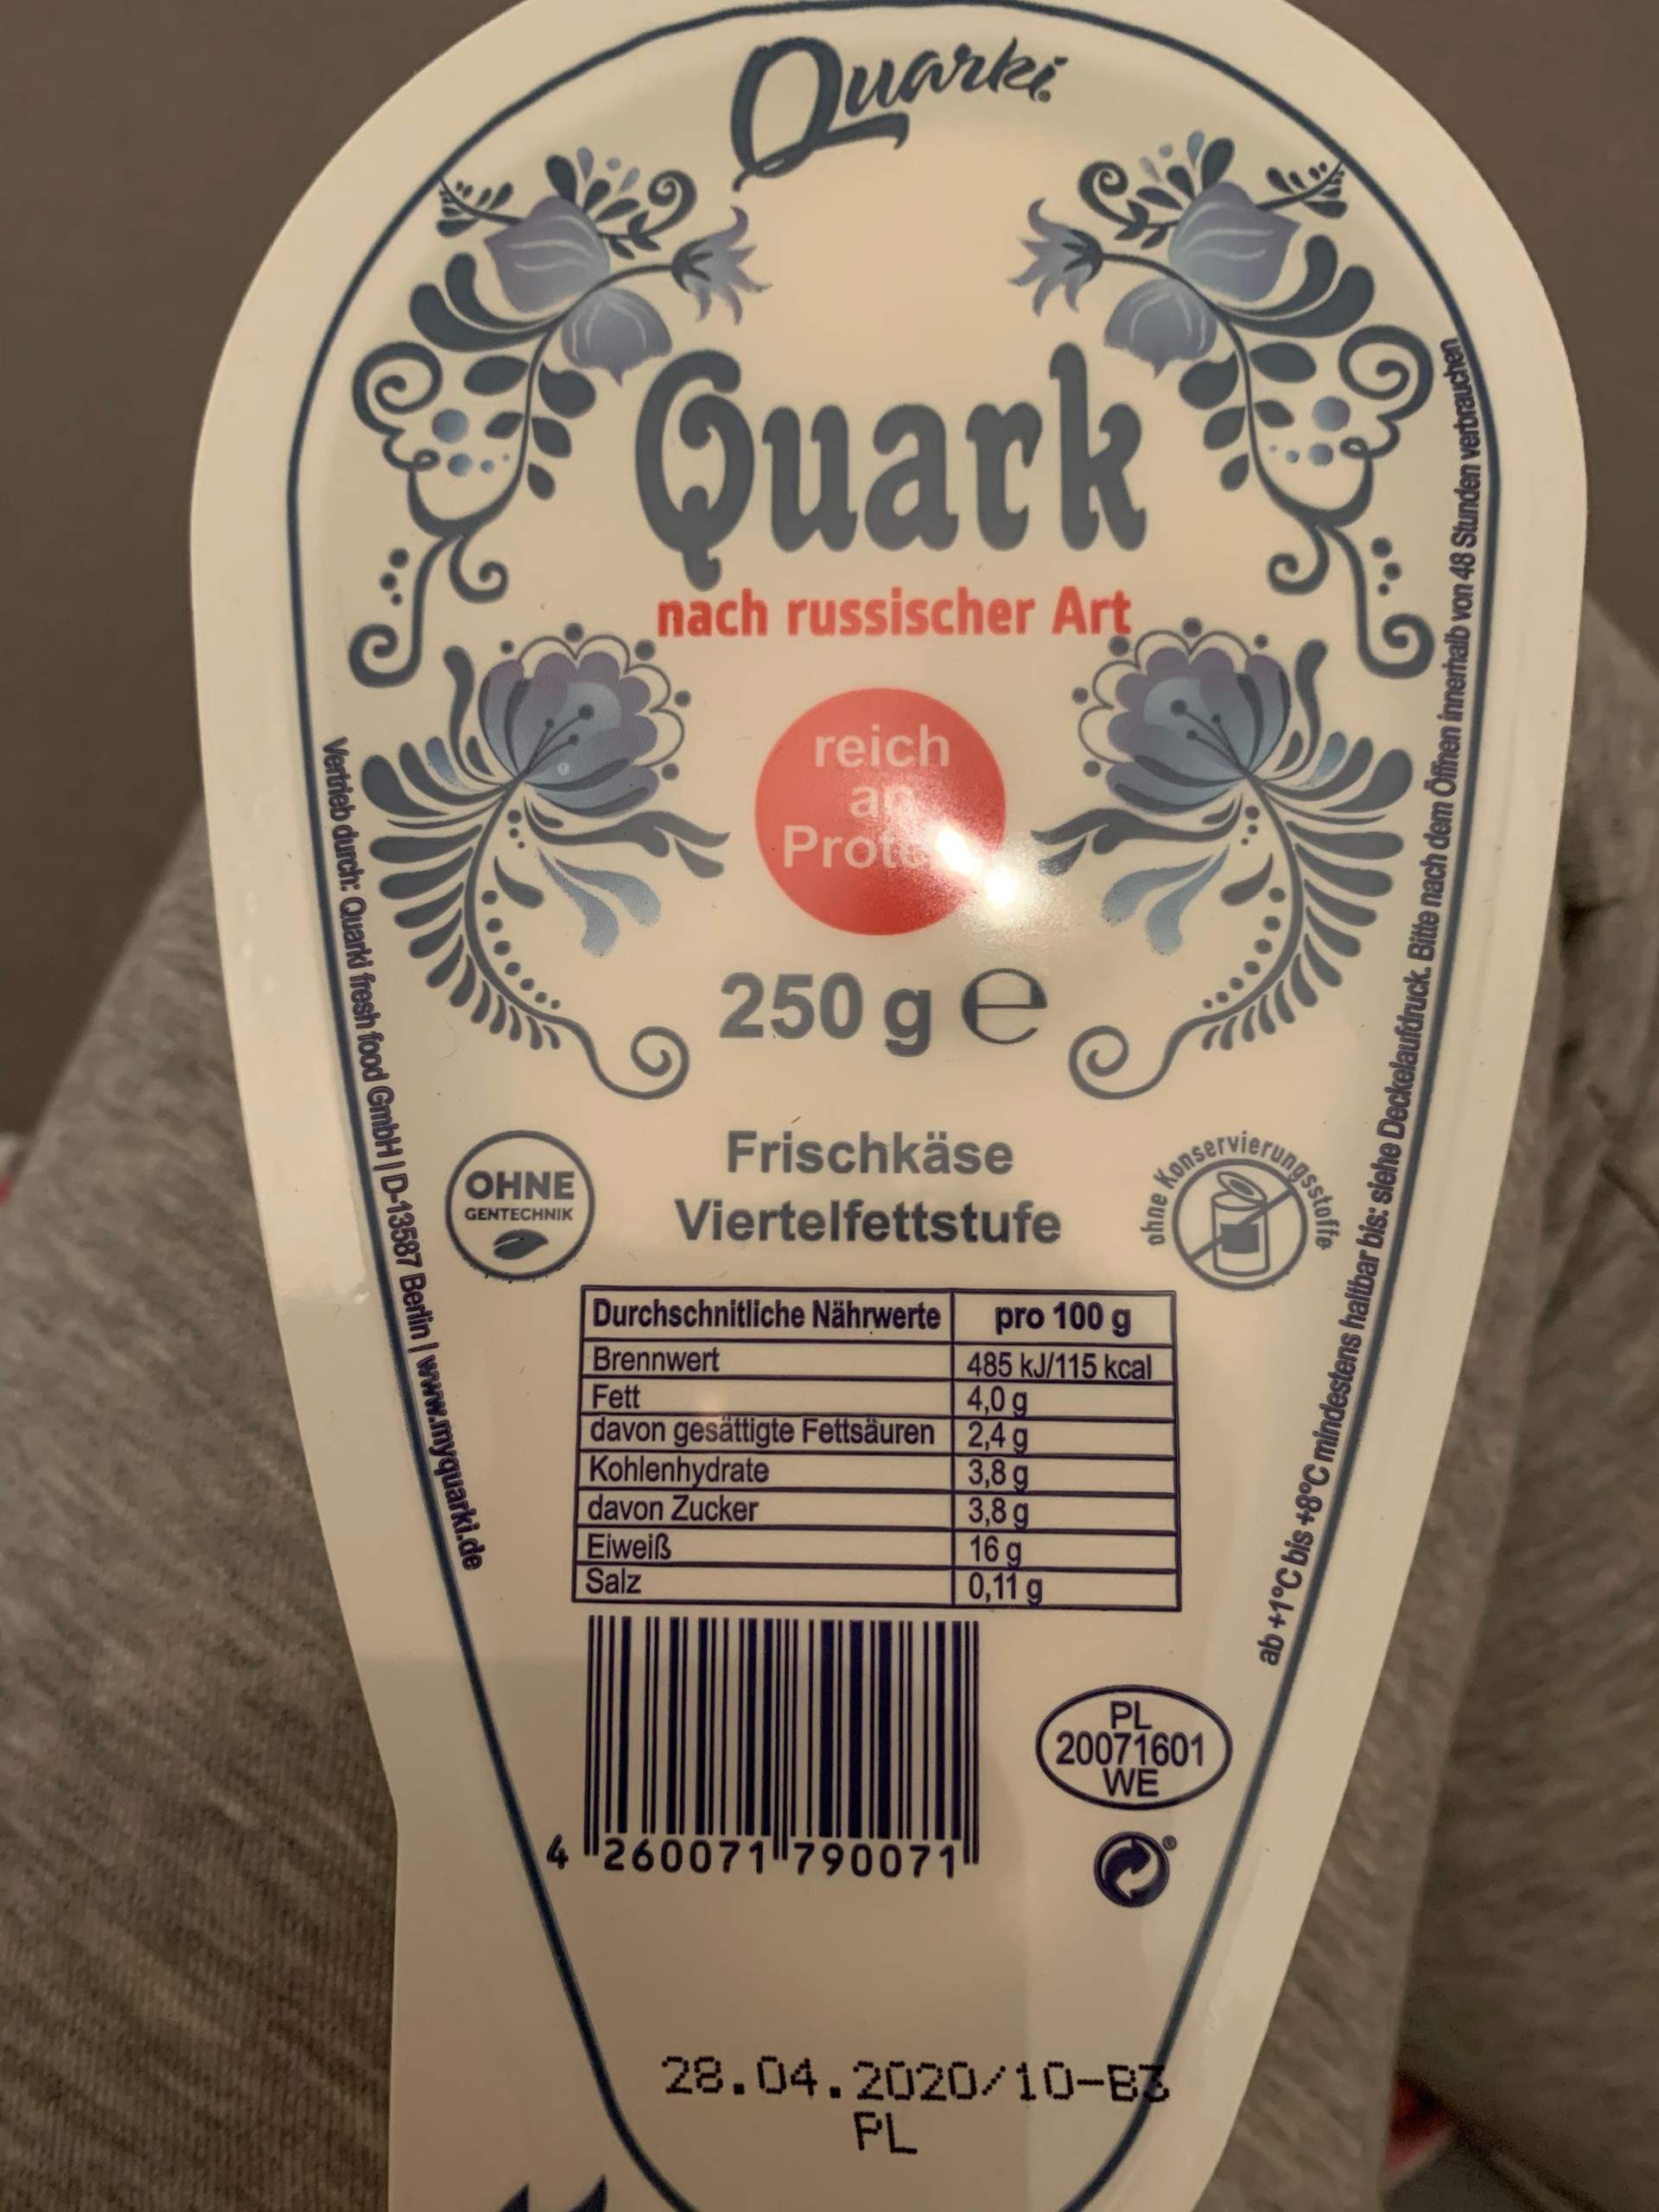 Quarki®
Quark
nach russischer Art
reich
an
250 g e
Frischkäse
Viertelfettstufe
OHNE
GENTECHNIK
ohne Konservierungsstoffe
Durchschnitliche Nährwerte pro 100 g
Brennwert 485 kJ/115 kcal
Fett 4,0 g
davon gesättigte Fettsäuren 2,4 g
Kohlenhydrate 3,8 g
davon Zucker 3,8 g
Eiweiß 16 g
Salz 0,11 g
4 260071 790071
PL
20071601
WE
®
28.04.2020/10-B3
PL
Vertrieb durch: Quarki fresh food GmbH | D-13587 Berlin | www.myquarki.de
ab +1°C bis +8°C mindestens haltbar bis: siehe Deckelaufdruck. Bitte nach dem Öffnen innerhalb von 48 Stunden verbrauchen